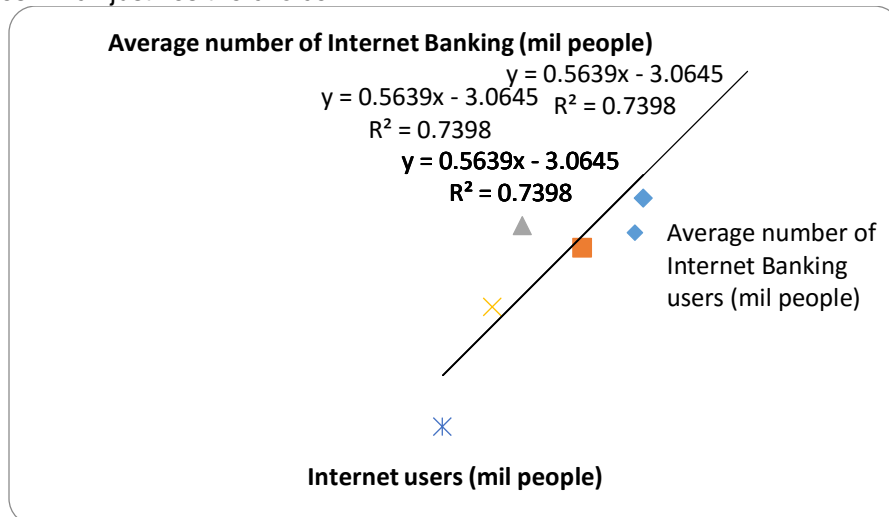 Average number of Internet Banking (mil people)
y = 0.5639x - 3.0645
R² = 0.7398
y = 0.5639x - 3.0645
R² = 0.7398
y = 0.5639x - 3.0645
R² = 0.7398
Average number of
Internet Banking
users (mil people)
Internet users (mil people)